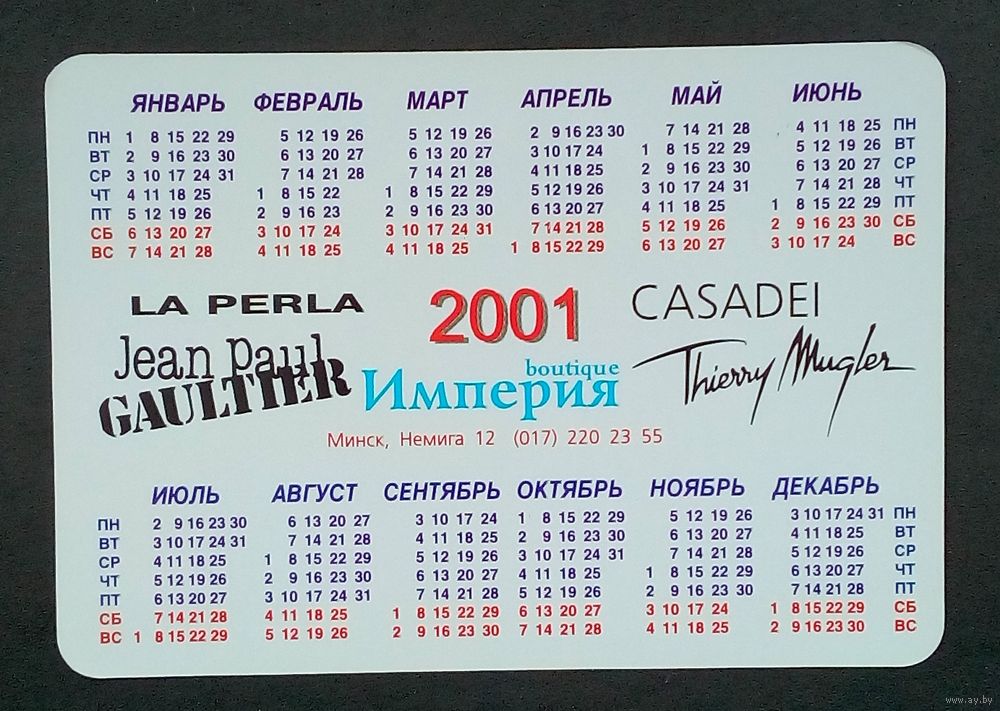 ЯНВАРЬ ФЕВРАЛЬ МАРТ АПРЕЛЬ МАЙ ИЮНЬ
ПН 1 8 15 22 29 5 12 19 26 5 12 19 26 2 9 16 23 30 7 14 21 28 4 11 18 25 ПН
ВТ 2 9 16 23 30 6 13 20 27 6 13 20 27 3 10 17 24 1 8 15 22 29 5 12 19 26 ВТ
СР 3 10 17 24 31 7 14 21 28 7 14 21 28 4 11 18 25 2 9 16 23 30 6 13 20 27 СР
ЧТ 4 11 18 25 1 8 15 22 1 8 15 22 29 5 12 19 26 3 10 17 24 31 7 14 21 28 ЧТ
ПТ 5 12 19 26 2 9 16 23 2 9 16 23 30 6 13 20 27 4 11 18 25 1 8 15 22 29 ПТ
СБ 6 13 20 27 3 10 17 24 3 10 17 24 31 7 14 21 28 5 12 19 26 2 9 16 23 30 СБ
ВС 7 14 21 28 4 11 18 25 4 11 18 25 1 8 15 22 29 6 13 20 27 3 10 17 24 ВС
LA PERLA 2001 CASADEI
Jean Paul
GAULTIER
boutique
Империя
Thierry Mugler
Минск, Немига 12 (017) 220 23 55
ИЮЛЬ АВГУСТ СЕНТЯБРЬ ОКТЯБРЬ НОЯБРЬ ДЕКАБРЬ
ПН 2 9 16 23 30 6 13 20 27 3 10 17 24 1 8 15 22 29 5 12 19 26 3 10 17 24 31 ПН
ВТ 3 10 17 24 31 7 14 21 28 4 11 18 25 2 9 16 23 30 6 13 20 27 4 11 18 25 ВТ
СР 4 11 18 25 1 8 15 22 29 5 12 19 26 3 10 17 24 31 7 14 21 28 5 12 19 26 СР
ЧТ 5 12 19 26 2 9 16 23 30 6 13 20 27 4 11 18 25 1 8 15 22 29 6 13 20 27 ЧТ
ПТ 6 13 20 27 3 10 17 24 31 7 14 21 28 5 12 19 26 2 9 16 23 30 7 14 21 28 ПТ
СБ 7 14 21 28 4 11 18 25 1 8 15 22 29 6 13 20 27 3 10 17 24 1 8 15 22 29 СБ
ВС 1 8 15 22 29 5 12 19 26 2 9 16 23 30 7 14 21 28 4 11 18 25 2 9 16 23 30 ВС
www.ay.by